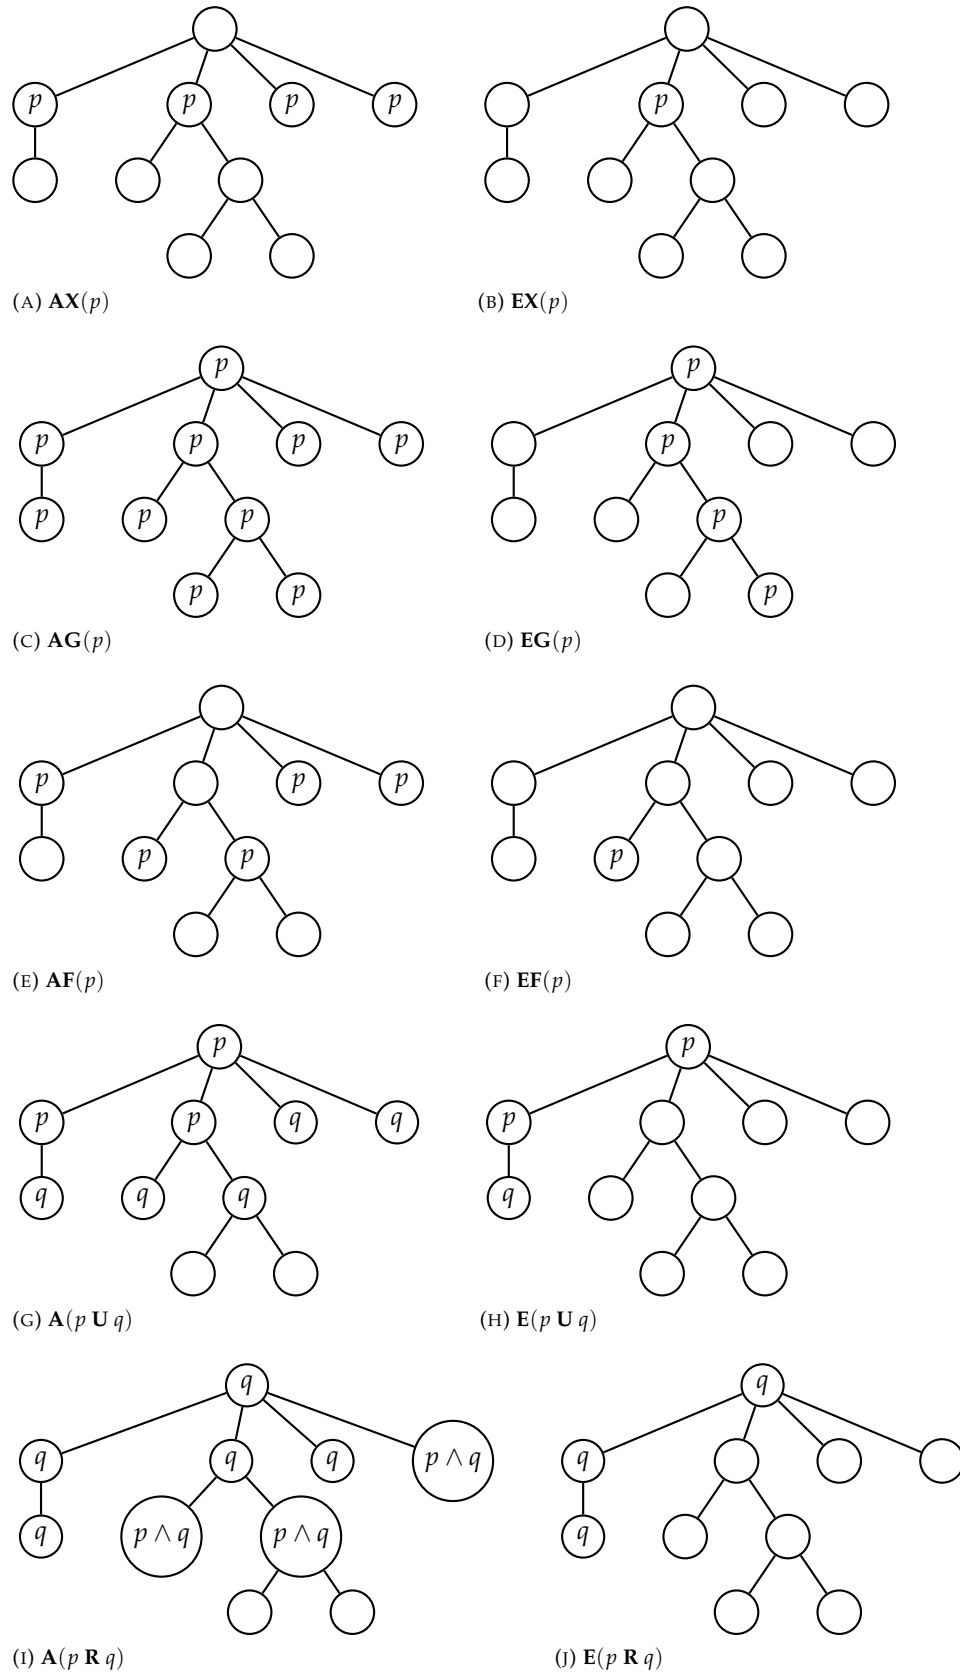 p p p p
p
(A) AX(p)
(B) EX(p)
p
p
p p p p
p
p p p
p
p p
p
(C) AG(p)
(D) EG(p)
p p p
p p
p
(E) AF(p)
(F) EF(p)
p
p
p p q q
p
q q q
q
(G) A(p U q)
(H) E(p U q)
q
q
q q q p ∧ q
q
q p ∧ q p ∧ q
q
(I) A(p R q)
(J) E(p R q)